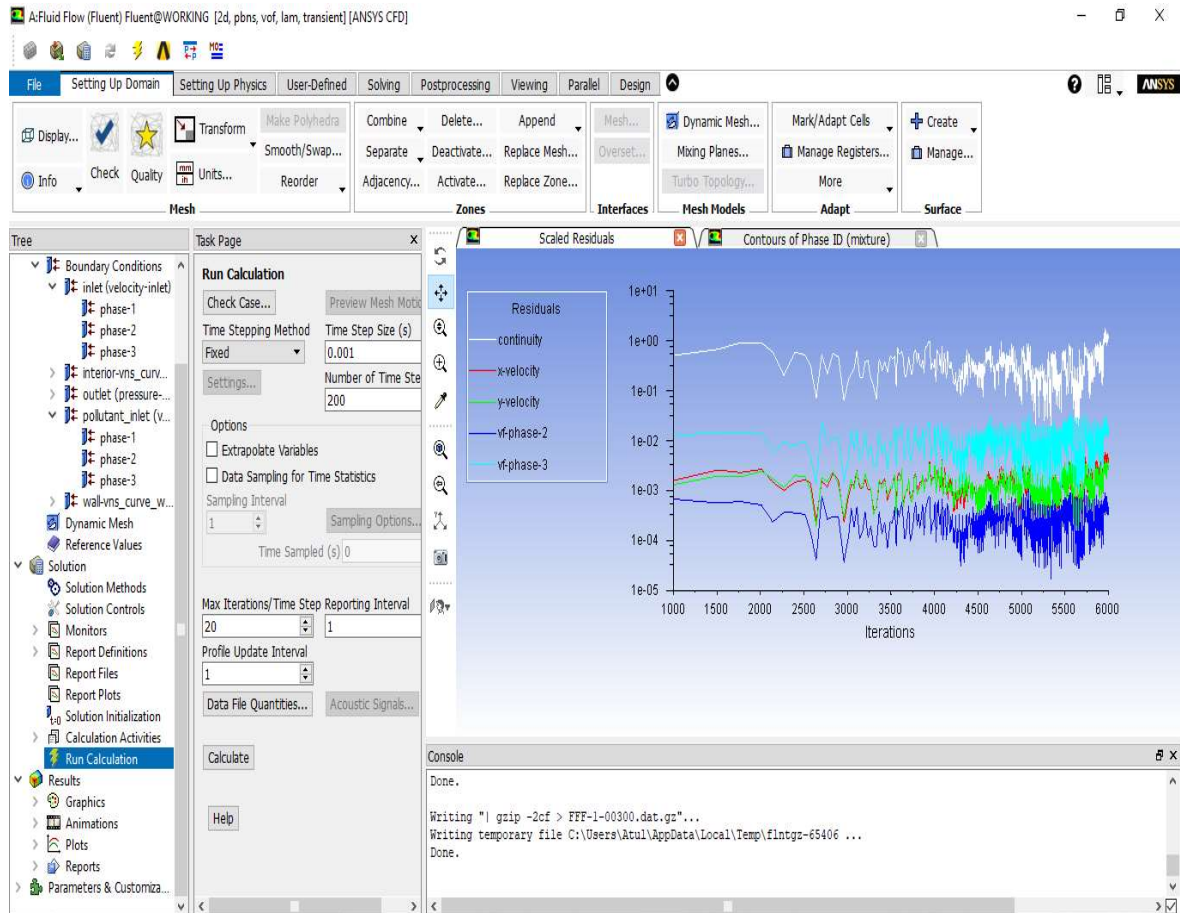 A:Fluid Flow (Fluent) Fluent@WORKING [2d, pbns, vof, lam, transient] [ANSYS CFD]
File Setting Up Domain Setting Up Physics User-Defined Solving Postprocessing Viewing Parallel Design ANSYS
Display... Check Quality Transform Make Polyhedra Combine Delete... Append Mesh... Dynamic Mesh... Mark/Adapt Cells Create
Smooth/Swap... Separate Deactivate... Replace Mesh... Overset... Mixing Planes... Manage Registers... Manage...
Info Units... Reorder Adjacency... Activate... Replace Zone... Turbo Topology... More
Mesh Zones Interfaces Mesh Models Adapt Surface
Tree
Boundary Conditions
inlet (velocity-inlet)
phase-1
phase-2
phase-3
interior-vns_curv...
outlet (pressure-...
pollutant_inlet (v...
phase-1
phase-2
phase-3
wall-vns_curve_w...
Dynamic Mesh
Reference Values
Solution
Solution Methods
Solution Controls
Monitors
Report Definitions
Report Files
Report Plots
Solution Initialization
Calculation Activities
Run Calculation
Results
Graphics
Animations
Plots
Reports
Parameters & Customiza...
Task Page
Run Calculation
Check Case... Preview Mesh Motic
Time Stepping Method Time Step Size (s)
Fixed 0.001
Settings... Number of Time Ste
200
Options
Extrapolate Variables
Data Sampling for Time Statistics
Sampling Interval
1 Sampling Options...
Time Sampled (s) 0
Max Iterations/Time Step Reporting Interval
20 1
Profile Update Interval
1
Data File Quantities... Acoustic Signals...
Calculate
Help
Scaled Residuals Contours of Phase ID (mixture)
Residuals
continuity
x-velocity
y-velocity
vf-phase-2
vf-phase-3
1e+01
1e+00
1e-01
1e-02
1e-03
1e-04
1e-05
1000 1500 2000 2500 3000 3500 4000 4500 5000 5500 6000
Iterations
Console
Done.
Writing "| gzip -2cf > FFF-1-00300.dat.gz"...
Writing temporary file C:\Users\Atul\AppData\Local\Temp\flntgz-65406 ...
Done.